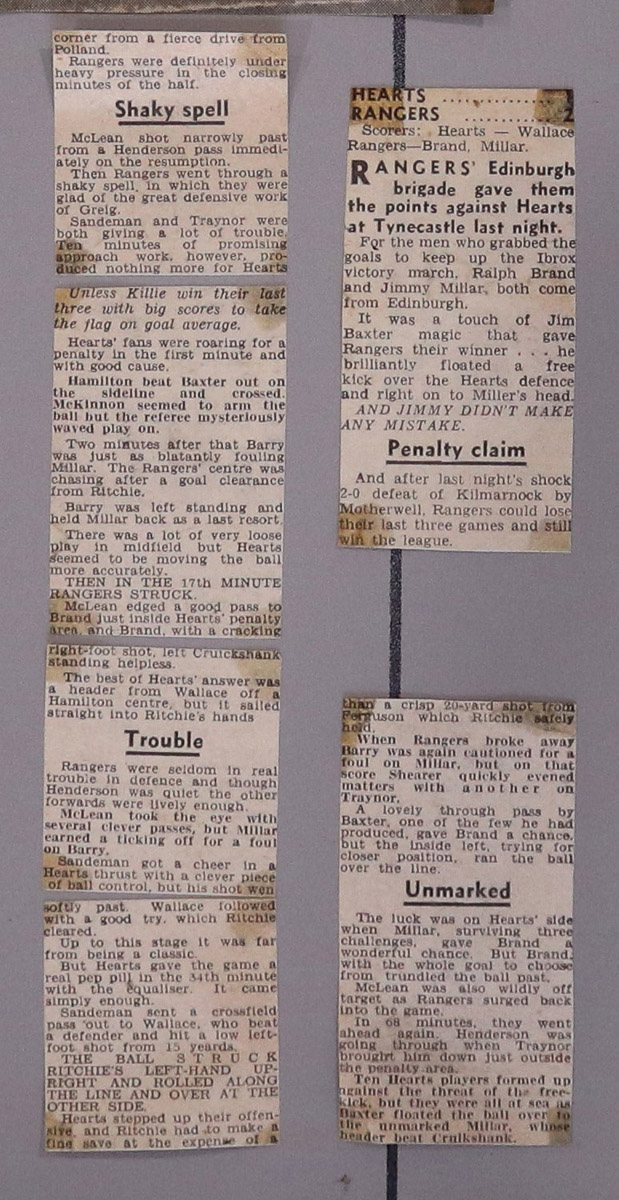 corner from a fierce drive from
Polland.
Rangers were definitely under
heavy pressure in the closing
minutes of the half.
Shaky spell
McLean shot narrowly past
from a Henderson pass immedi-
ately on the resumption.
Then Rangers went through a
shaky spell, in which they were
glad of the great defensive work
of Greig.
Sandeman and Traynor were
both giving a lot of trouble.
Ten minutes of promising
approach work, however, pro-
duced nothing more for Hearts
Unless Killie win their last
three with big scores to take
the flag on goal average.
Hearts' fans were roaring for a
penalty in the first minute and
with good cause.
Hamilton beat Baxter out on
the sideline and crossed.
McKinnon seemed to arm the
ball but the referee mysteriously
waved play on.
Two minutes after that Barry
was just as blatantly fouling
Millar. The Rangers' centre was
chasing after a goal clearance
from Ritchie.
Barry was left standing and
held Millar back as a last resort.
There was a lot of very loose
play in midfield but Hearts
seemed to be moving the ball
more accurately.
THEN IN THE 17th MINUTE
RANGERS STRUCK.
McLean edged a good pass to
Brand just inside Hearts' penalty
area, and Brand, with a cracking
right-foot shot, left Cruickshank
standing helpless.
The best of Hearts' answer was
a header from Wallace off a
Hamilton centre, but it sailed
straight into Ritchie's hands
Trouble
Rangers were seldom in real
trouble in defence and though
Henderson was quiet the other
forwards were lively enough.
McLean took the eye with
several clever passes, but Millar
earned a ticking off for a foul
on Barry.
Sandeman got a cheer in a
Hearts thrust with a clever piece
of ball control, but his shot wen
softly past. Wallace followed
with a good try, which Ritchie
cleared.
Up to this stage it was far
from being a classic.
But Hearts gave the game a
real pep pill in the 34th minute
with the equaliser. It came
simply enough.
Sandeman sent a crossfield
pass out to Wallace, who beat
a defender and hit a low left-
foot shot from 15 yeards.
THE BALL STRUCK
RITCHIE'S LEFT-HAND UP-
RIGHT AND ROLLED ALONG
THE LINE AND OVER AT THE
OTHER SIDE.
Hearts stepped up their offen-
sive, and Ritchie had to make a
fine save at the expense of a
HEARTS ..............
RANGERS .............. 2
Scorers: Hearts — Wallace
Rangers—Brand, Millar.
RANGERS' Edinburgh
brigade gave them
the points against Hearts
at Tynecastle last night.
For the men who grabbed the
goals to keep up the Ibrox
victory march, Ralph Brand
and Jimmy Millar, both come
from Edinburgh.
It was a touch of Jim
Baxter magic that gave
Rangers their winner . . . he
brilliantly floated a free
kick over the Hearts defence
and right on to Miller's head.
AND JIMMY DIDN'T MAKE
ANY MISTAKE.
Penalty claim
And after last night's shock
2-0 defeat of Kilmarnock by
Motherwell, Rangers could lose
their last three games and still
win the league.
than a crisp 20-yard shot from
Ferguson which Ritchie safely
held.
When Rangers broke away
Barry was again cautioned for a
foul on Millar, but on that
score Shearer quickly evened
matters with another on
Traynor.
A lovely through pass by
Baxter, one of the few he had
produced, gave Brand a chance,
but the inside left, trying for
closer position, ran the ball
over the line.
Unmarked
The luck was on Hearts' side
when Millar, surviving three
challenges, gave Brand a
wonderful chance. But Brand,
with the whole goal to choose
from trundled the ball past.
McLean was also wildly off
target as Rangers surged back
into the game.
In 68 minutes, they went
ahead again. Henderson was
going through when Traynor
brought him down just outside
the penalty area.
Ten Hearts players formed up
against the threat of the free-
kick, but they were all at sea as
Baxter floated the ball over to
the unmarked Millar, whose
header beat Cruikshank.